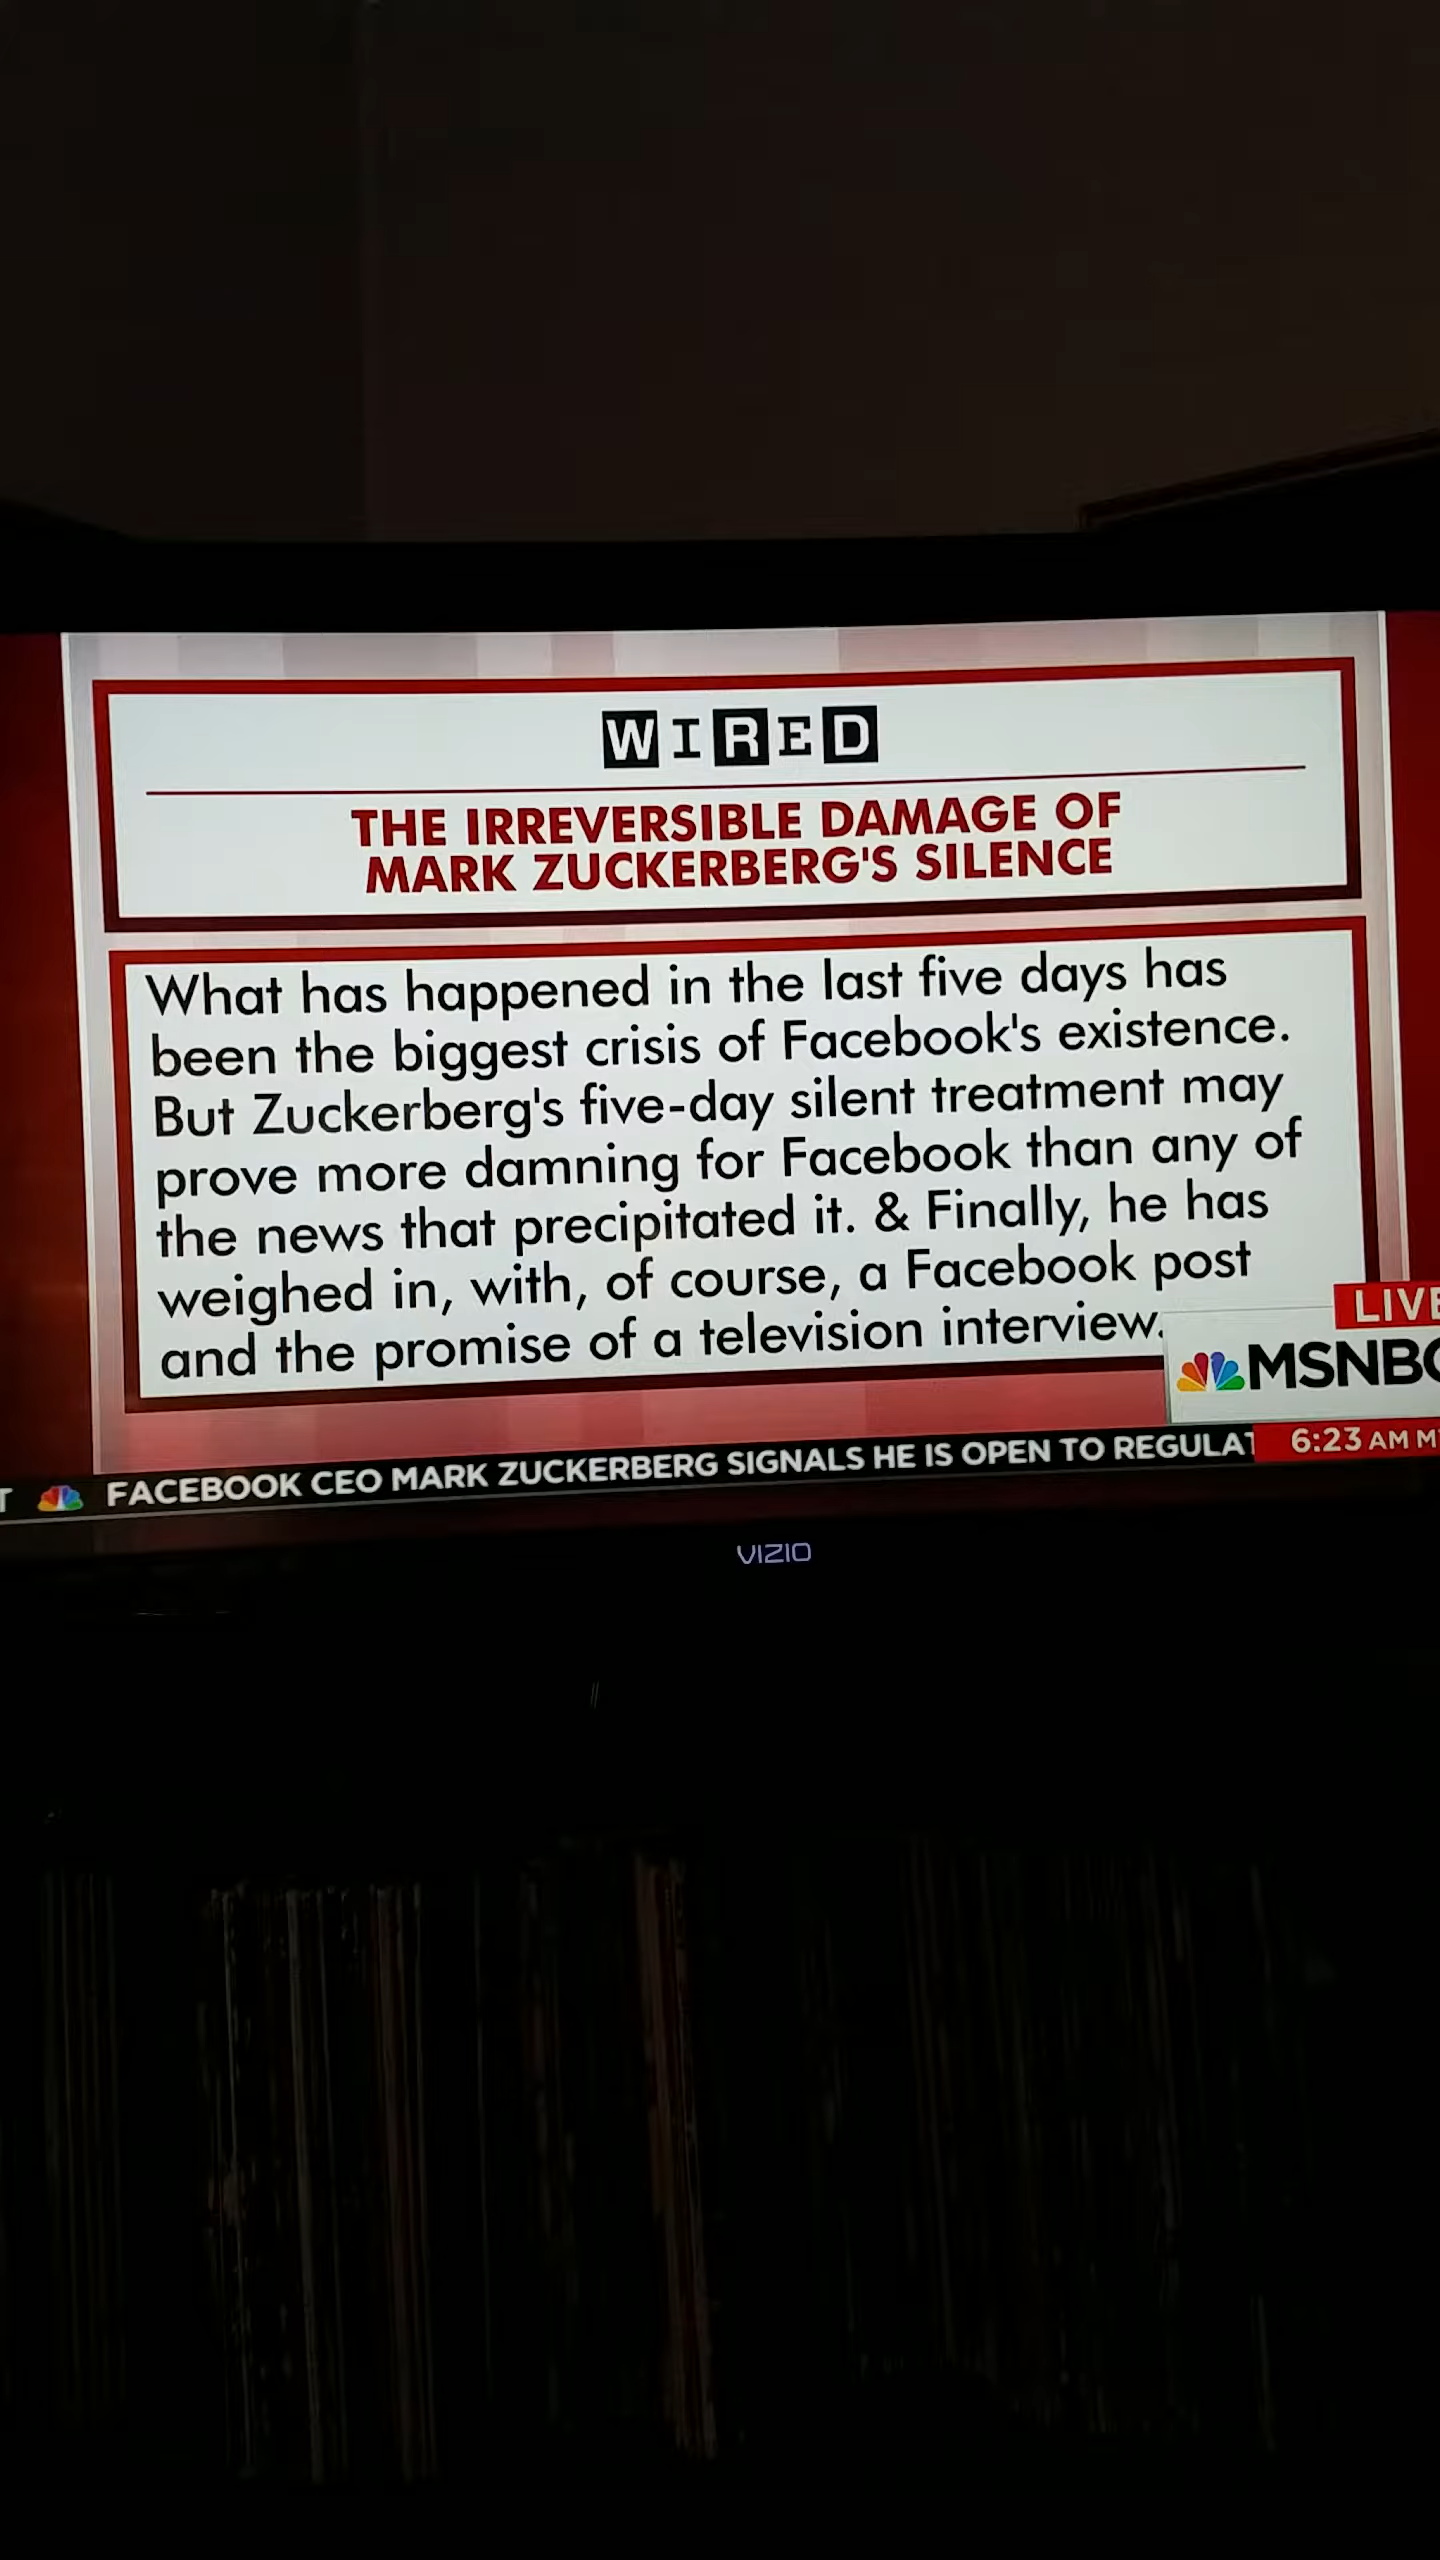 WIRED
THE IRREVERSIBLE DAMAGE OF
MARK ZUCKERBERG'S SILENCE
What has happened in the last five days has
been the biggest crisis of Facebook's existence.
But Zuckerberg's five-day silent treatment may
prove more damning for Facebook than any of
the news that precipitated it. & Finally, he has
weighed in, with, of course, a Facebook post
and the promise of a television interview.
LIVE
MSNBC
T FACEBOOK CEO MARK ZUCKERBERG SIGNALS HE IS OPEN TO REGULAT 6:23 AM M
VIZIO